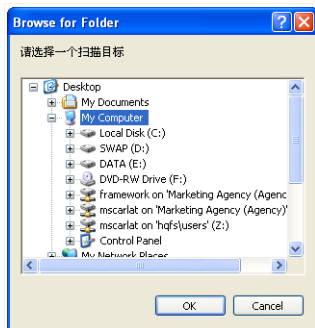 Browse for Folder
请选择一个扫描目标
Desktop
My Documents
My Computer
Local Disk (C:)
SWAP (D:)
DATA (E:)
DVD-RW Drive (F:)
framework on 'Marketing Agency (Agenc
mscarlat on 'Marketing Agency (Agency)'
mscarlat on 'hqfs\users' (Z:)
Control Panel
My Network Places
OK
Cancel